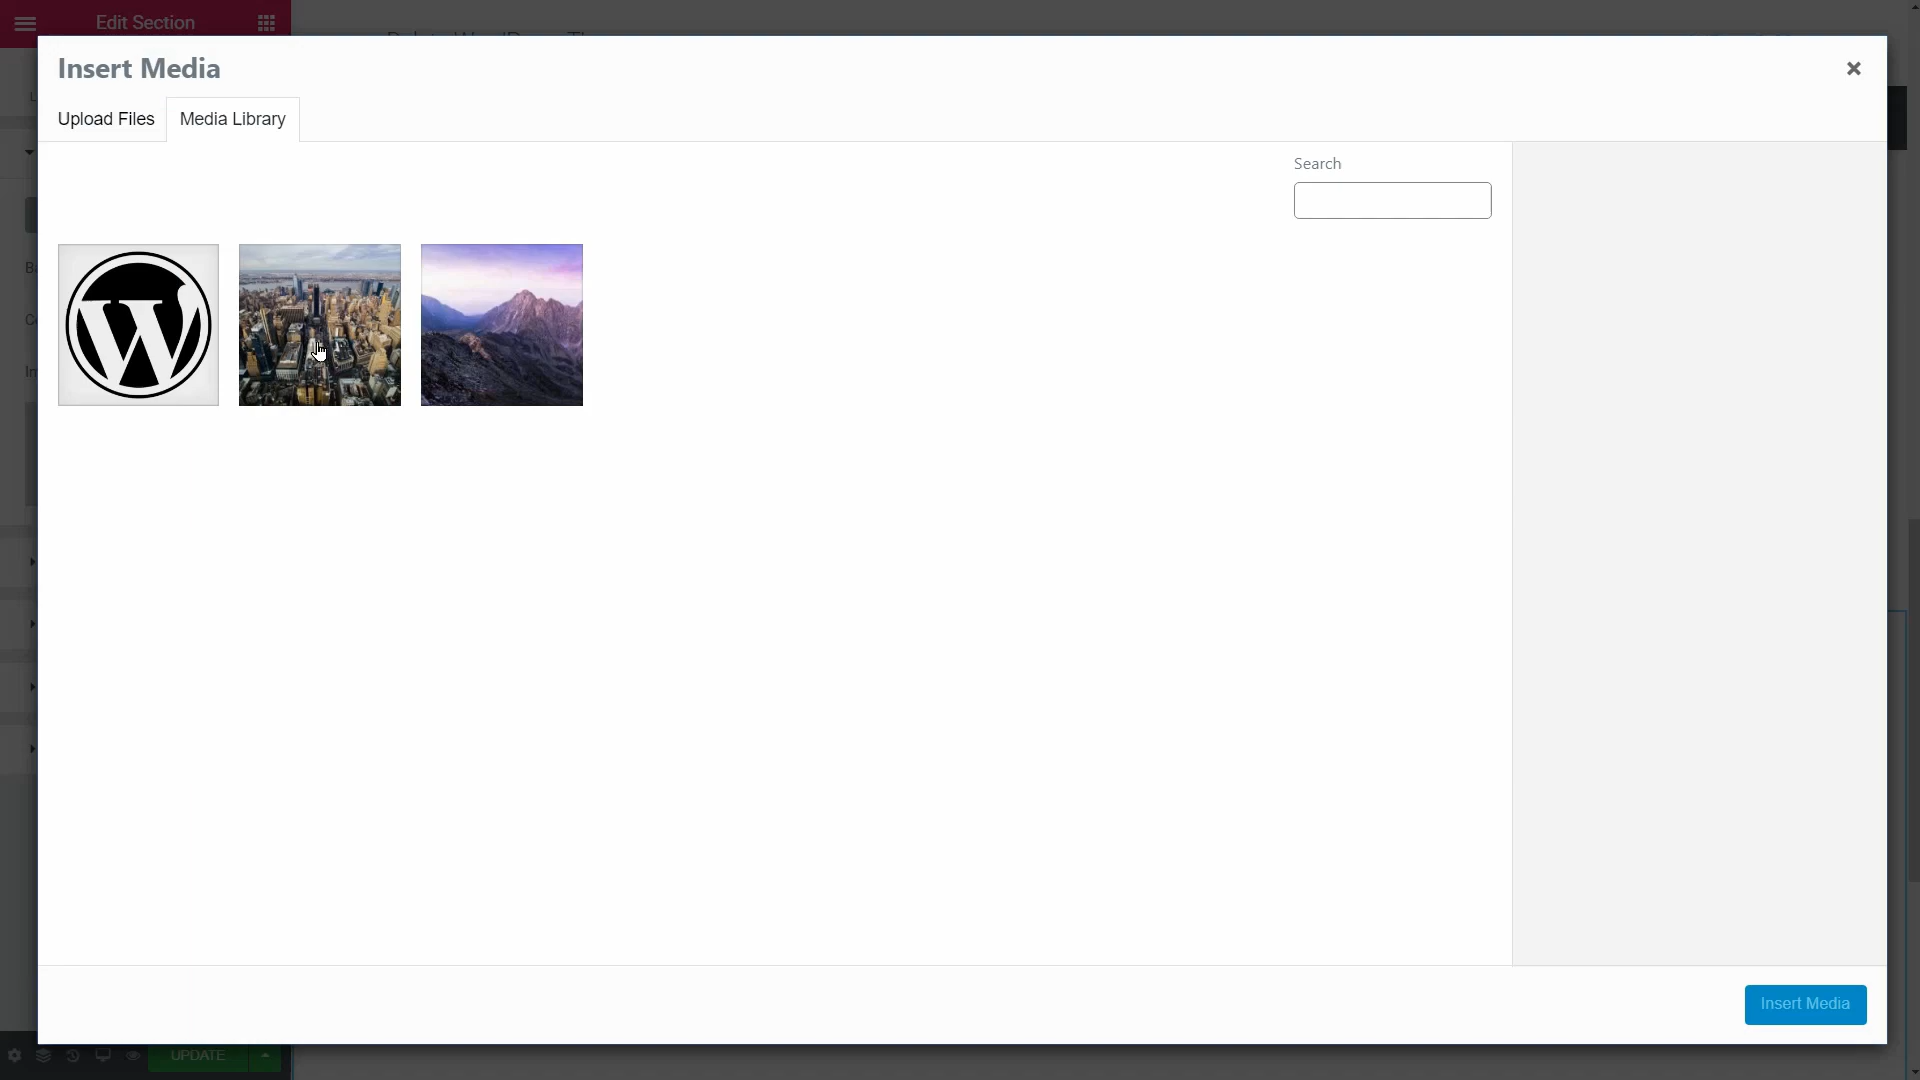 Edit Section
Insert Media
Upload Files
Media Library
Search
Insert Media
UPDATE